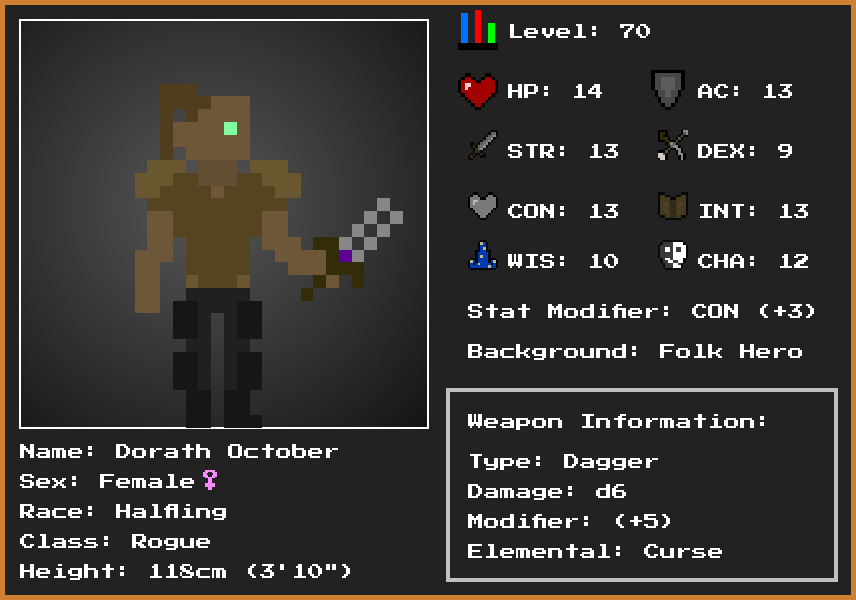 Level: 70
HP: 14
AC: 13
STR: 13
DEX: 9
CON: 13
INT: 13
WIS: 10
CHA: 12
Stat Modifier: CON (+3)
Background: Folk Hero
Weapon Information:
Type: Dagger
Damage: d6
Modifier: (+5)
Elemental: Curse
Name: Dorath October
Sex: Female♀
Race: Halfling
Class: Rogue
Height: 118cm (3'10")